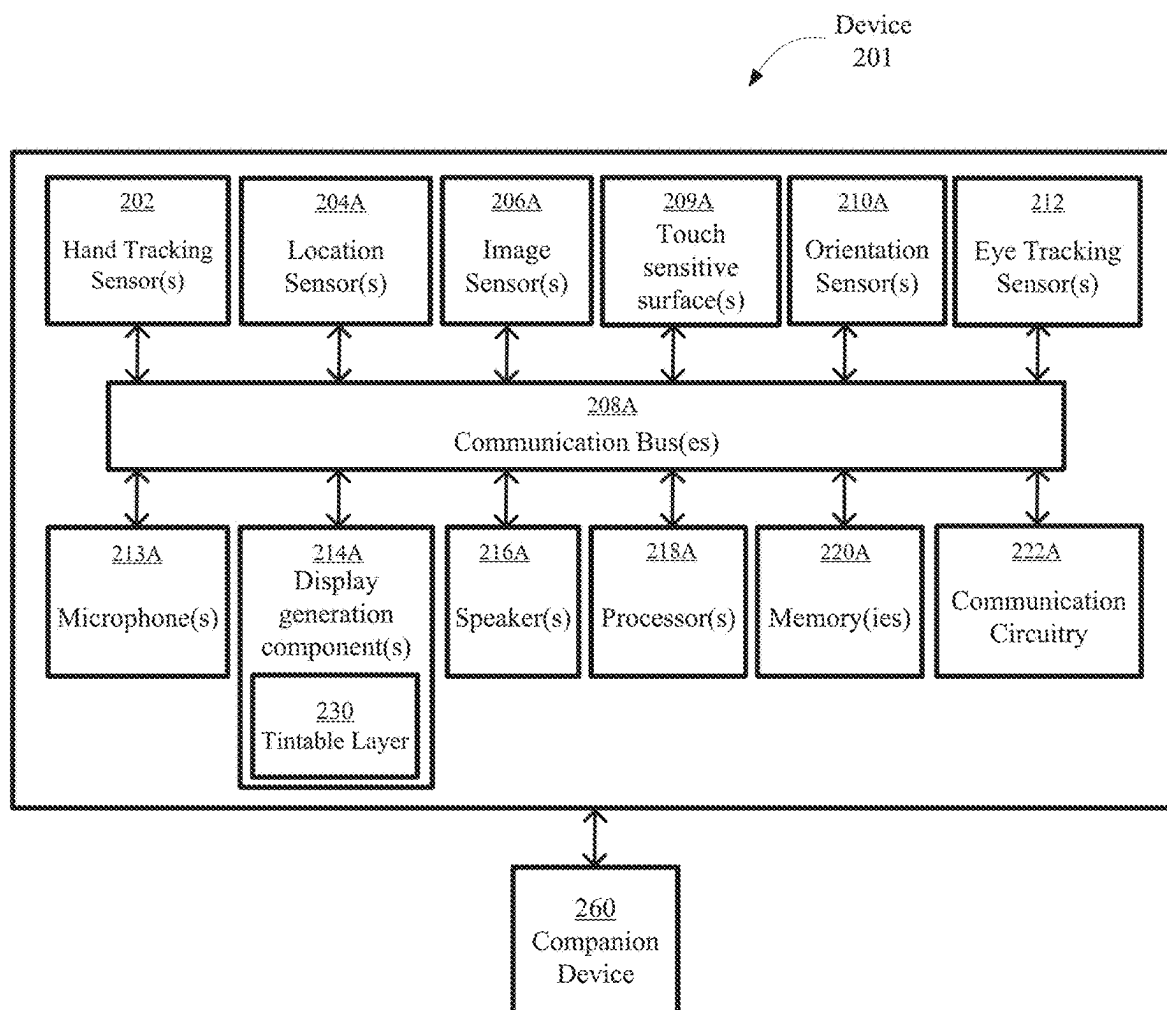 Device
201
202
Hand Tracking
Sensor(s)
204A
Location
Sensor(s)
206A
Image
Sensor(s)
209A
Touch
sensitive
surface(s)
210A
Orientation
Sensor(s)
212
Eye Tracking
Sensor(s)
208A
Communication Bus(es)
213A
Microphone(s)
214A
Display
generation
component(s)
230
Tintable Layer
216A
Speaker(s)
218A
Processor(s)
220A
Memory(ies)
222A
Communication
Circuitry
260
Companion
Device